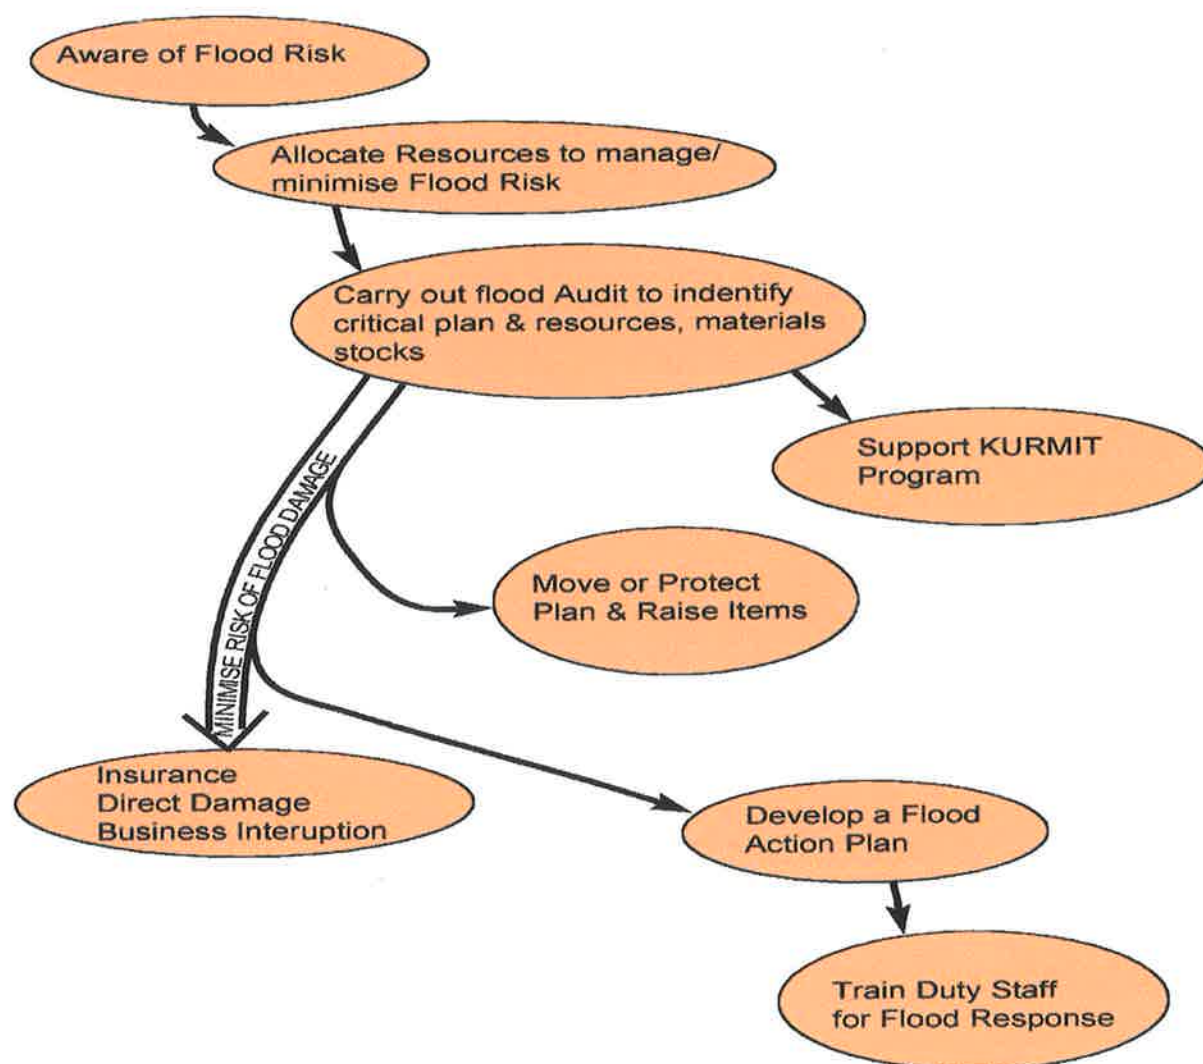 Aware of Flood Risk
Allocate Resources to manage/
minimise Flood Risk
Carry out flood Audit to indentify
critical plan & resources, materials
stocks
Support KURMIT
Program
MINIMISE RISK OF FLOOD DAMAGE
Move or Protect
Plan & Raise Items
Insurance
Direct Damage
Business Interuption
Develop a Flood
Action Plan
Train Duty Staff
for Flood Response